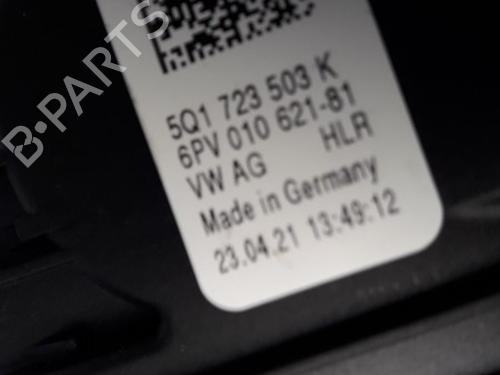 B-PARTS
5Q1 723 503 K
6PV 010 621-81
VW AG HLR
Made in Germany
23.04.21 13:49:12